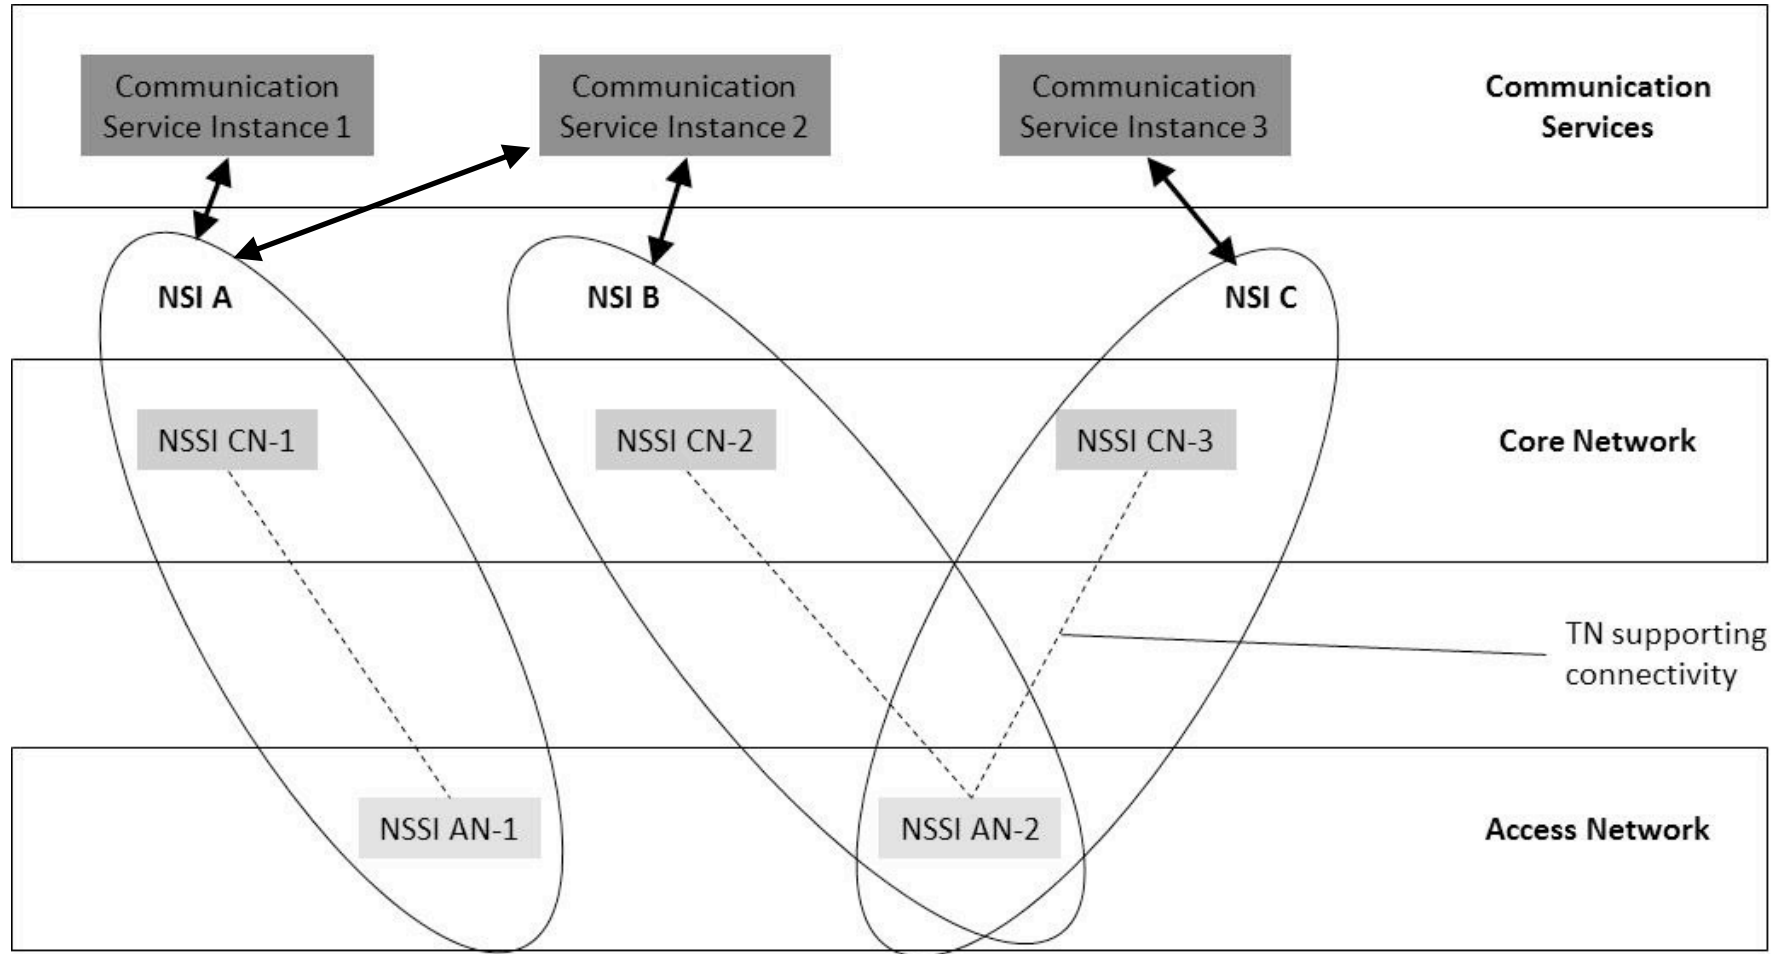 Communication
Service Instance 1
Communication
Service Instance 2
Communication
Service Instance 3
Communication
Services
NSI A
NSI B
NSI C
NSSI CN-1
NSSI CN-2
NSSI CN-3
Core Network
TN supporting
connectivity
NSSI AN-1
NSSI AN-2
Access Network